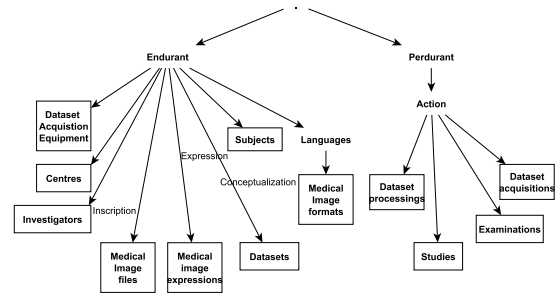 Endurant
Perdurant
Action
Dataset
Acquistion
Equipment
Subjects
Languages
Expression
Centres
Conceptualization
Medical
Image
formats
Dataset
processings
Dataset
acquisitions
Investigators
Inscription
Examinations
Medical
Image
files
Medical
image
expressions
Datasets
Studies